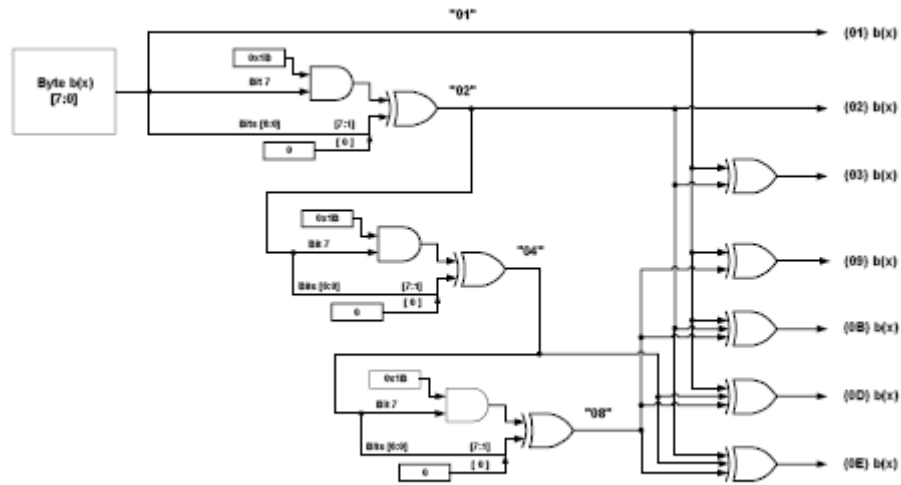 "01"
{01} b(x)
0x1B
Byte b(x)
[7:0]
Bit 7
"02"
{02} b(x)
Bits [6:0]
[7:1]
[ 0 ]
0
{03} b(x)
0x1B
Bit 7
"04"
{09} b(x)
Bits [6:0]
[7:1]
[ 0 ]
0
{0B} b(x)
0x1B
Bit 7
"08"
{0D} b(x)
Bits [6:0]
[7:1]
[ 0 ]
0
{0E} b(x)